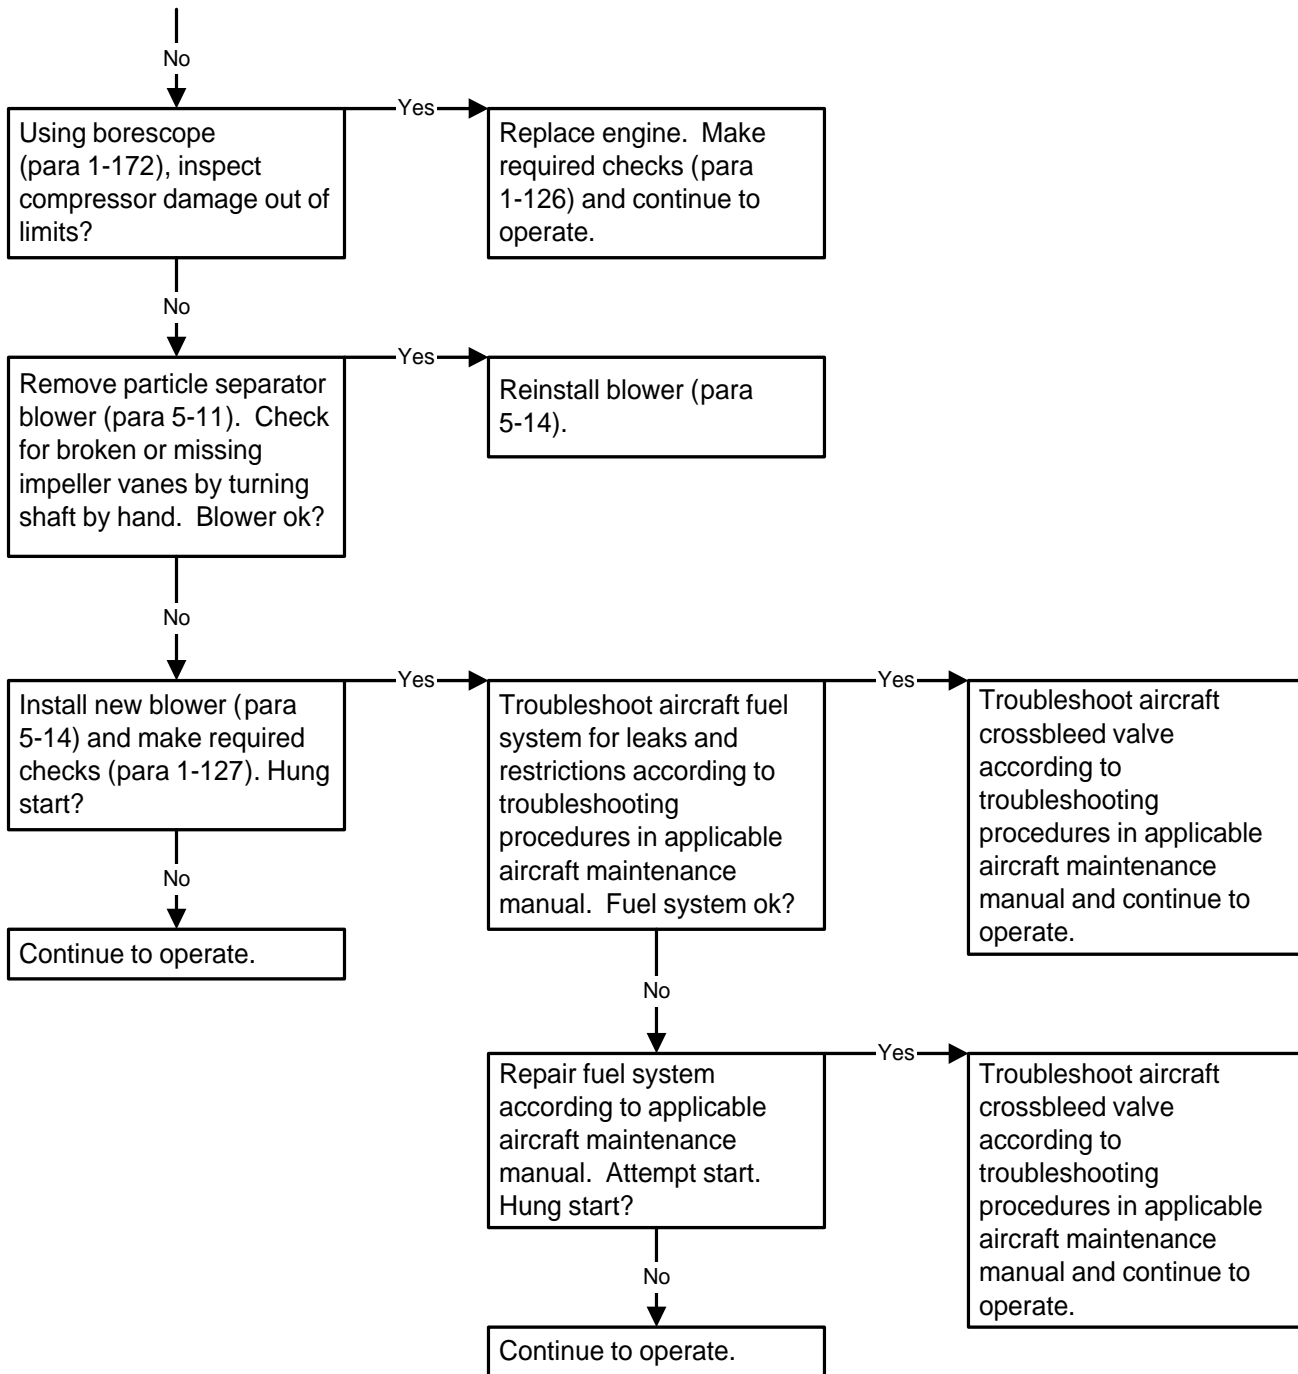 No
Yes
Using borescope
(para 1-172), inspect
compressor damage out of
limits?
Replace engine.  Make
required checks (para
1-126) and continue to
operate.
No
Yes
Remove particle separator
blower (para 5-11).  Check
for broken or missing
impeller vanes by turning
shaft by hand.  Blower ok?
Reinstall blower (para
5-14).
No
Yes
Yes
Install new blower (para
5-14) and make required
checks (para 1-127). Hung
start?
Troubleshoot aircraft fuel
system for leaks and
restrictions according to
troubleshooting
procedures in applicable
aircraft maintenance
manual.  Fuel system ok?
Troubleshoot aircraft
crossbleed valve
according to
troubleshooting
procedures in applicable
aircraft maintenance
manual and continue to
operate.
No
Continue to operate.
No
Yes
Repair fuel system
according to applicable
aircraft maintenance
manual.  Attempt start.
Hung start?
Troubleshoot aircraft
crossbleed valve
according to
troubleshooting
procedures in applicable
aircraft maintenance
manual and continue to
operate.
No
Continue to operate.